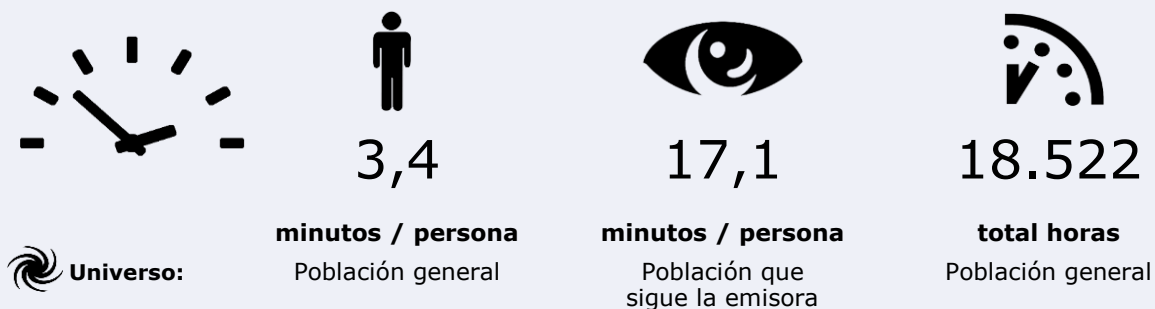 3,4
17,1
18.522
minutos / persona
minutos / persona
total horas
Universo:
Población general
Población que
sigue la emisora
Población general